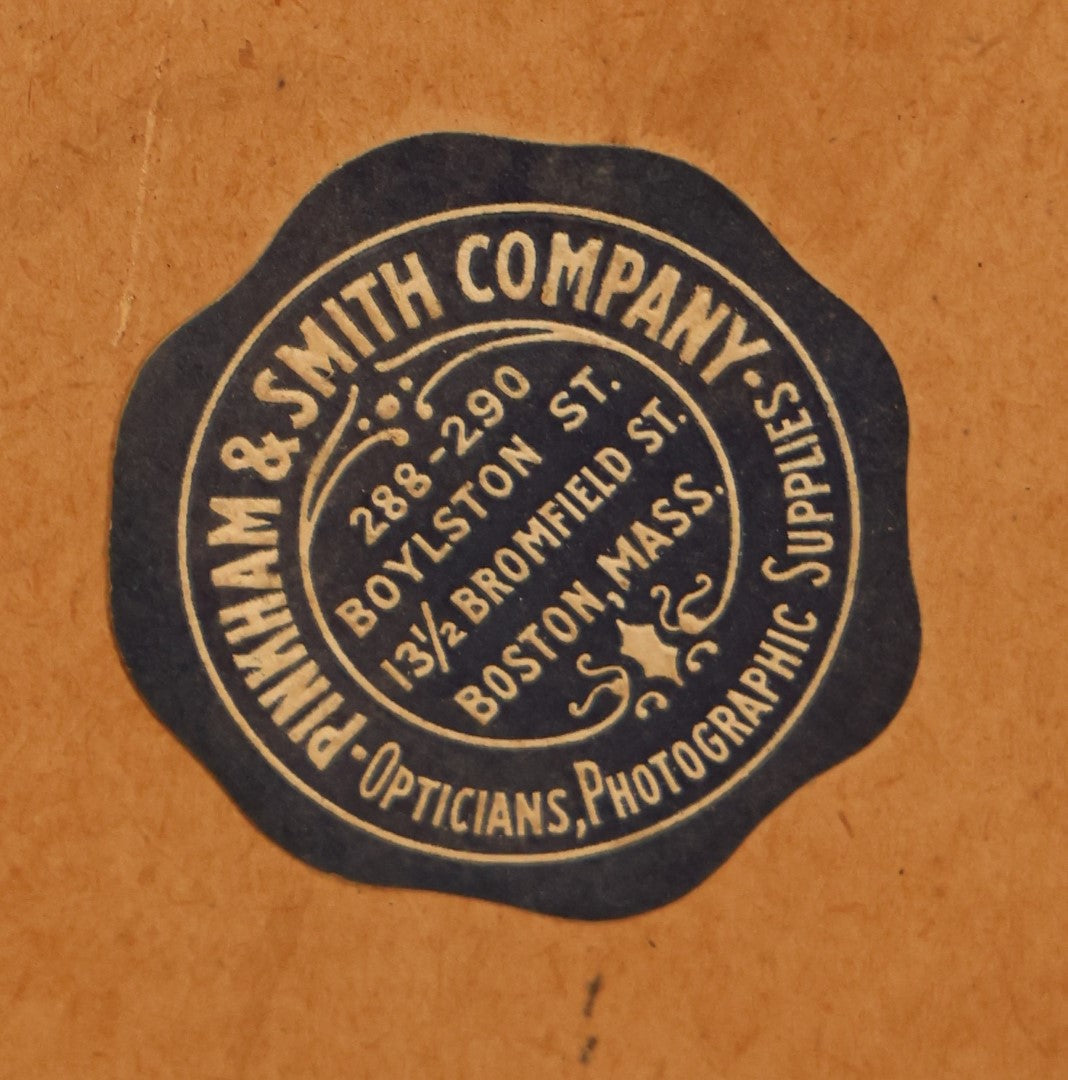 PINKHAM & SMITH COMPANY
OPTICIANS, PHOTOGRAPHIC SUPPLIES
288-290
BOYLSTON ST.
13½ BROMFIELD ST.
BOSTON, MASS.